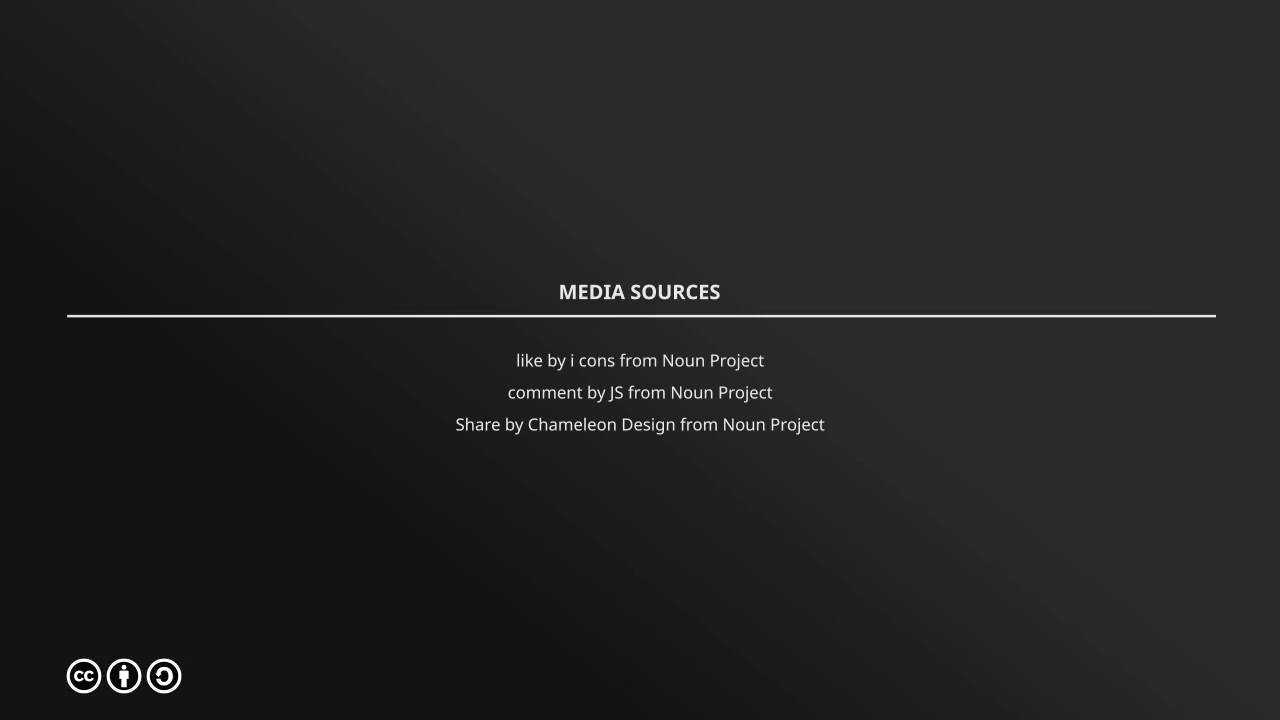 MEDIA SOURCES
like by i cons from Noun Project
comment by JS from Noun Project
Share by Chameleon Design from Noun Project
cc